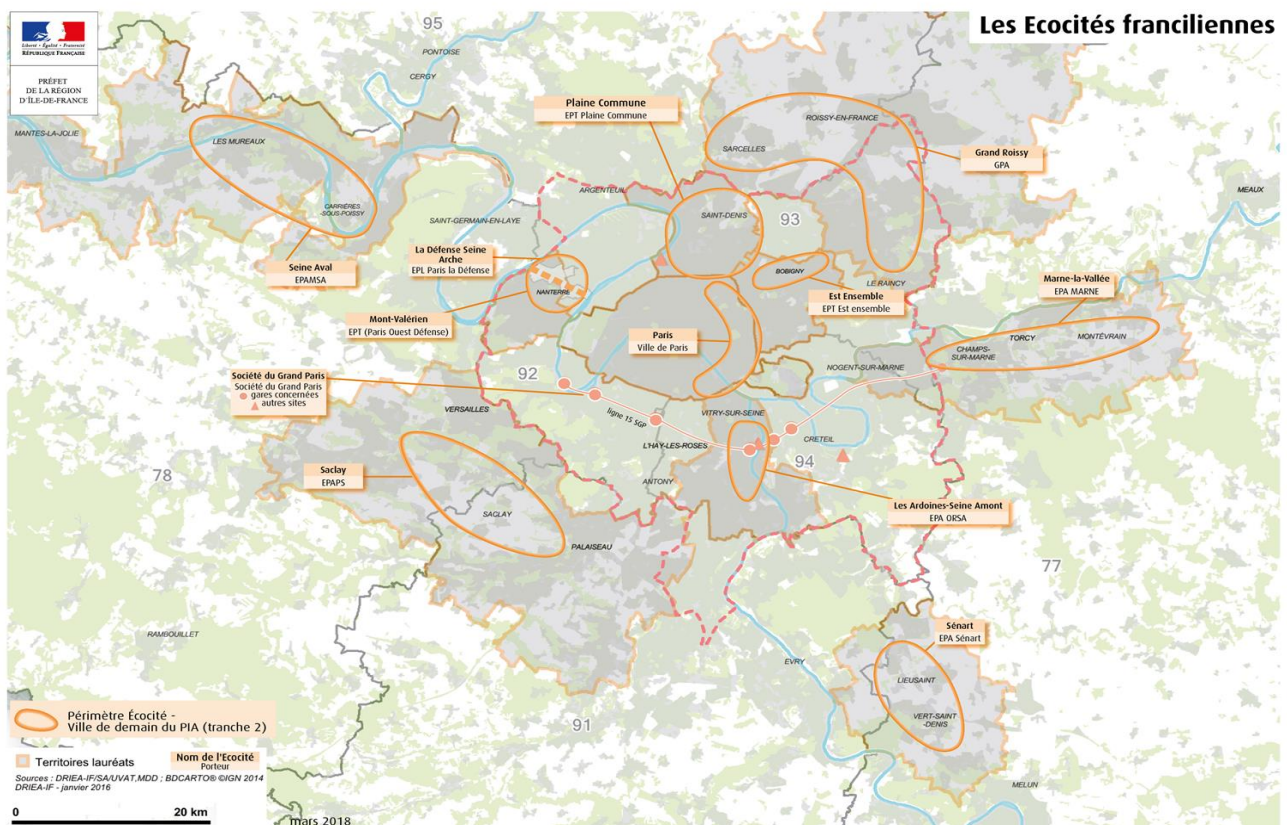 Les Ecocités franciliennes
Liberté • Égalité • Fraternité
RÉPUBLIQUE FRANÇAISE
PRÉFET
DE LA RÉGION
D'ÎLE-DE-FRANCE
95
PONTOISE
CERGY
MANTES-LA-JOLIE
LES MUREAUX
CARRIÈRES
-SOUS-POISSY
Seine Aval
EPAMSA
SAINT-GERMAIN-EN-LAYE
ARGENTEUIL
Plaine Commune
EPT Plaine Commune
SAINT-DENIS
93
ROISSY-EN-FRANCE
SARCELLES
Grand Roissy
GPA
MEAUX
La Défense Seine
Arche
EPL Paris la Défense
NANTERRE
Mont-Valérien
EPT (Paris Ouest Défense)
BOBIGNY
LE RAINCY
Est Ensemble
EPT Est ensemble
Marne-la-Vallée
EPA MARNE
CHAMPS
-SUR-MARNE
TORCY
MONTÉVRAIN
Paris
Ville de Paris
NOGENT-SUR-MARNE
Société du Grand Paris
Société du Grand Paris
gares concernées
autres sites
92
ligne 15 SGP
VERSAILLES
VITRY-SUR-SEINE
L'HAY-LES-ROSES
CRETEIL
94
ANTONY
78
Saclay
EPAPS
SACLAY
PALAISEAU
Les Ardoines-Seine Amont
EPA ORSA
77
RAMBOUILLET
EVRY
91
Sénart
EPA Sénart
LIEUSAINT
VERT-SAINT
-DENIS
MELUN
Périmètre Écocité -
Ville de demain du PIA (tranche 2)
Territoires lauréats
Nom de l'Ecocité
Porteur
Sources : DRIEA-IF/SA/UVAT,MDD ; BDCARTO® ©IGN 2014
DRIEA-IF - janvier 2016
0
20 km
mars 2018